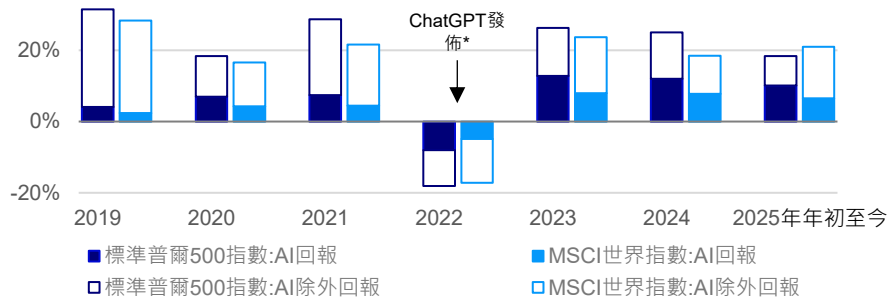 ChatGPT發
佈*
20%
0%
-20%
2019 2020 2021 2022 2023 2024 2025年年初至今
標準普爾500指數:AI回報 MSCI世界指數:AI回報
標準普爾500指數:AI除外回報 MSCI世界指數:AI除外回報